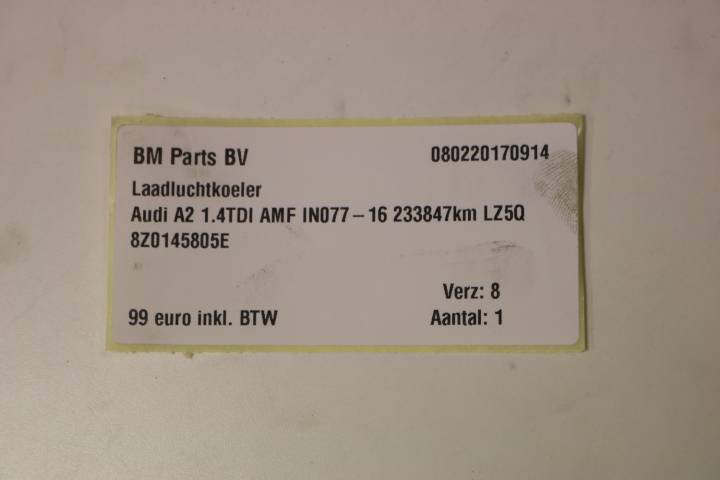 BM Parts BV 080220170914
Laadluchtkoeler
Audi A2 1.4TDI AMF IN077-16 233847km LZ5Q
8Z0145805E
Verz: 8
99 euro inkl. BTW Aantal: 1